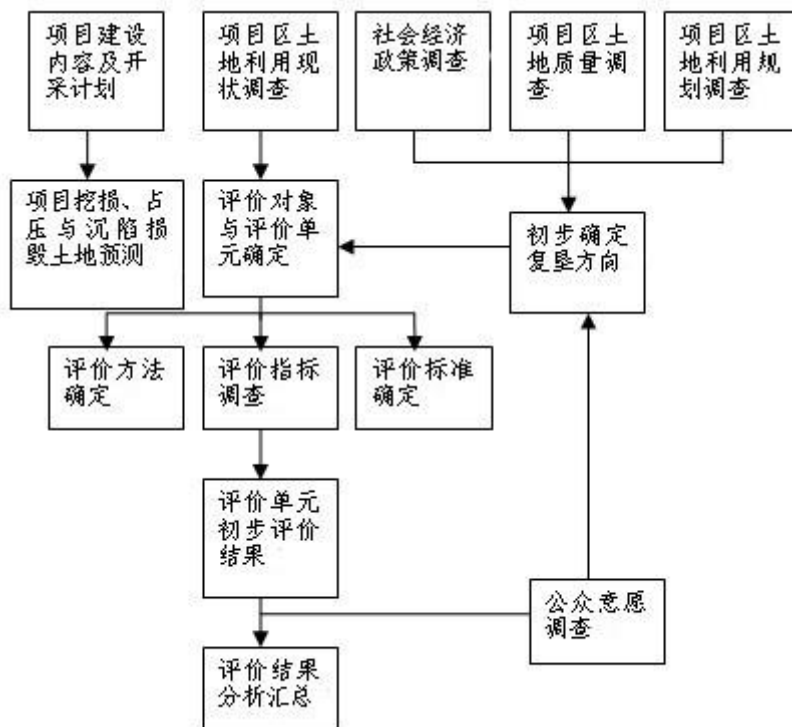 项目建设
内容及开
采计划
项目区土
地利用现
状调查
社会经济
政策调查
项目区土
地质量调
查
项目区土
地利用规
划调查
项目挖损、占
压与沉陷损
毁土地预测
评价对象
与评价单
元确定
初步确定
复垦方向
评价方法
确定
评价指标
调查
评价标准
确定
评价单元
初步评价
结果
公众意愿
调查
评价结果
分析汇总